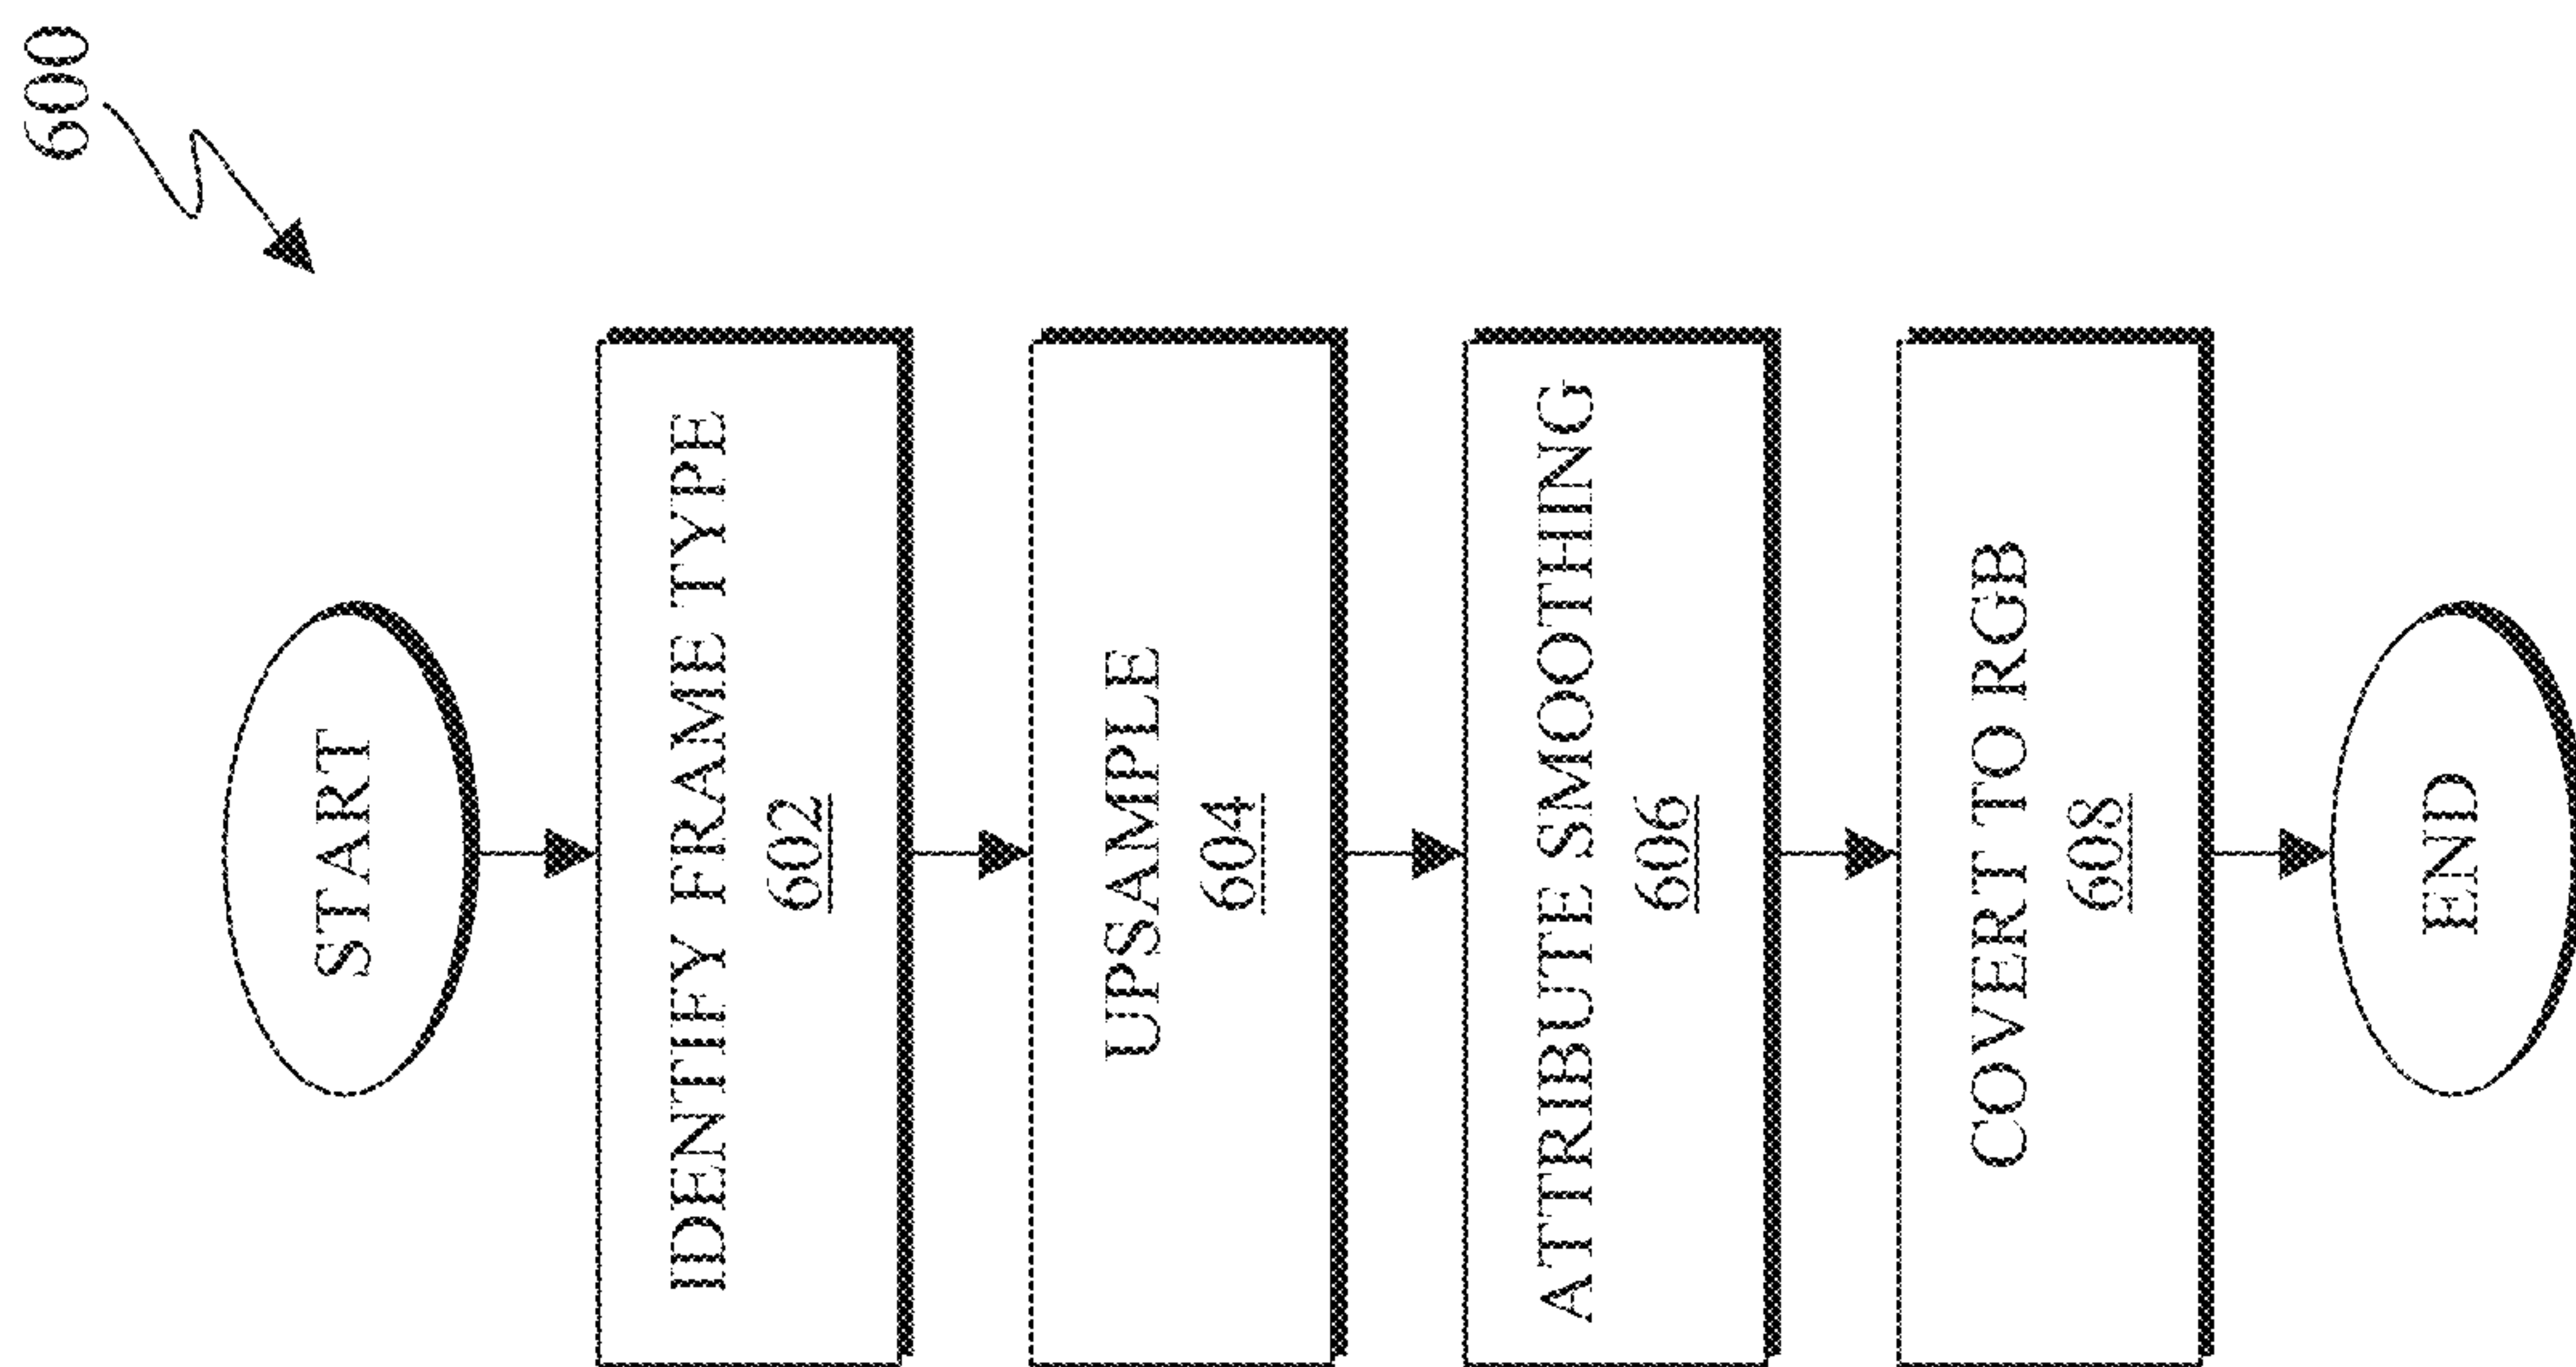 600
START
IDENTIFY FRAME TYPE
602
UPSAMPLE
604
ATTRIBUTE SMOOTHING
606
COVERT TO RGB
608
END